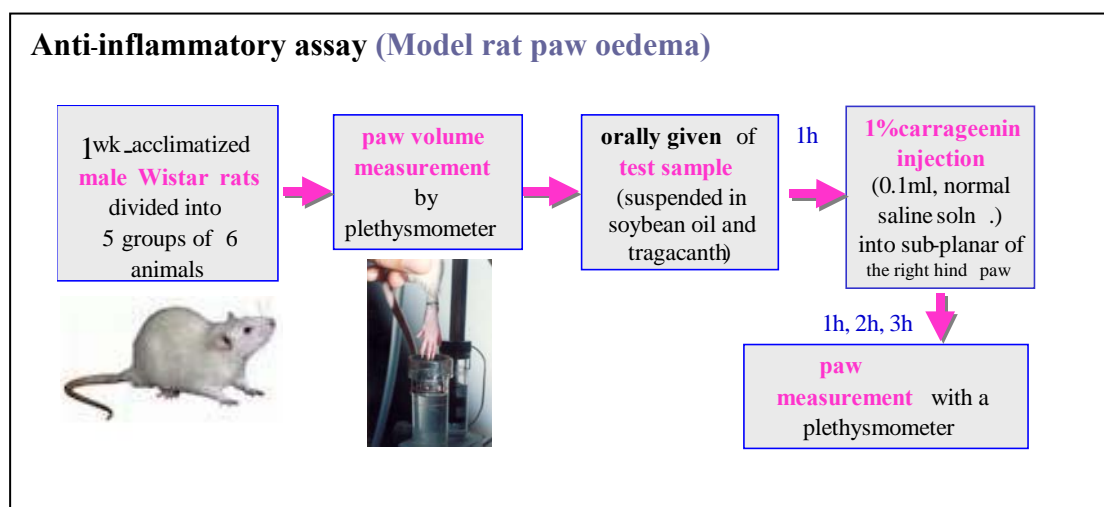 Anti-inflammatory assay (Model rat paw oedema)
1wk-acclimatized
male Wistar rats
divided into
5 groups of 6
animals
paw volume
measurement
by
plethysmometer
orally given of
test sample
(suspended in
soybean oil and
tragacanth)
1h
1%carrageenin
injection
(0.1ml, normal
saline soln .)
into sub-planar of
the right hind paw
1h, 2h, 3h
paw
measurement with a
plethysmometer